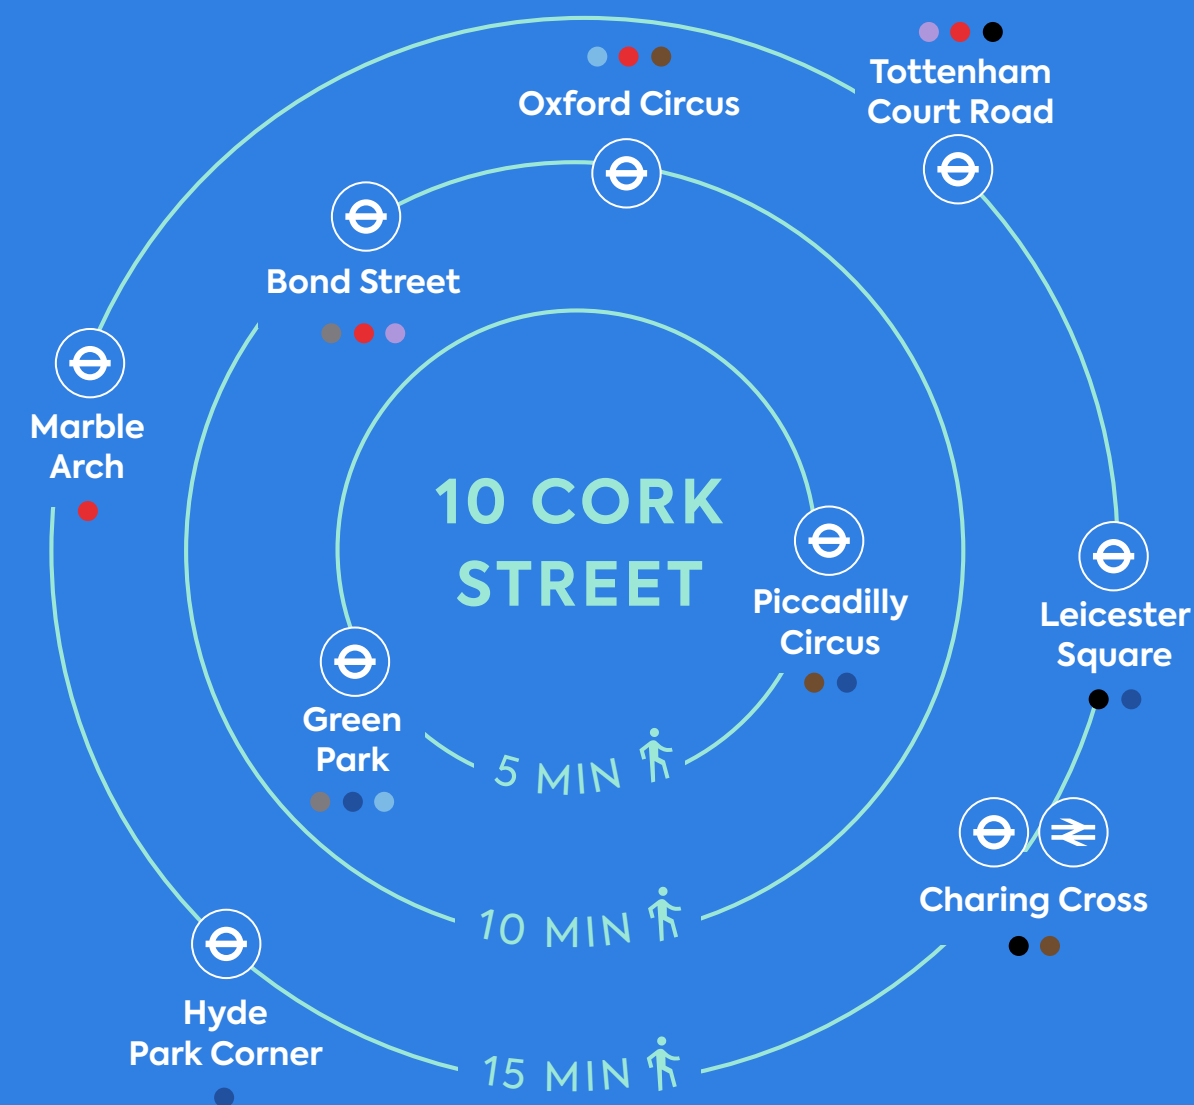 Oxford Circus
Tottenham
Court Road
Bond Street
Marble
Arch
10 CORK
STREET
Piccadilly
Circus
Leicester
Square
Green
Park
5 MIN
Charing Cross
10 MIN
Hyde
Park Corner
15 MIN